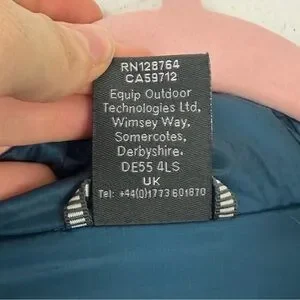 RN128764
CA59712
Equip Outdoor
Technologies Ltd,
Wimsey Way,
Somercotes,
Derbyshire.
DE55 4LS
UK
Tel: +44(0)1773 601870